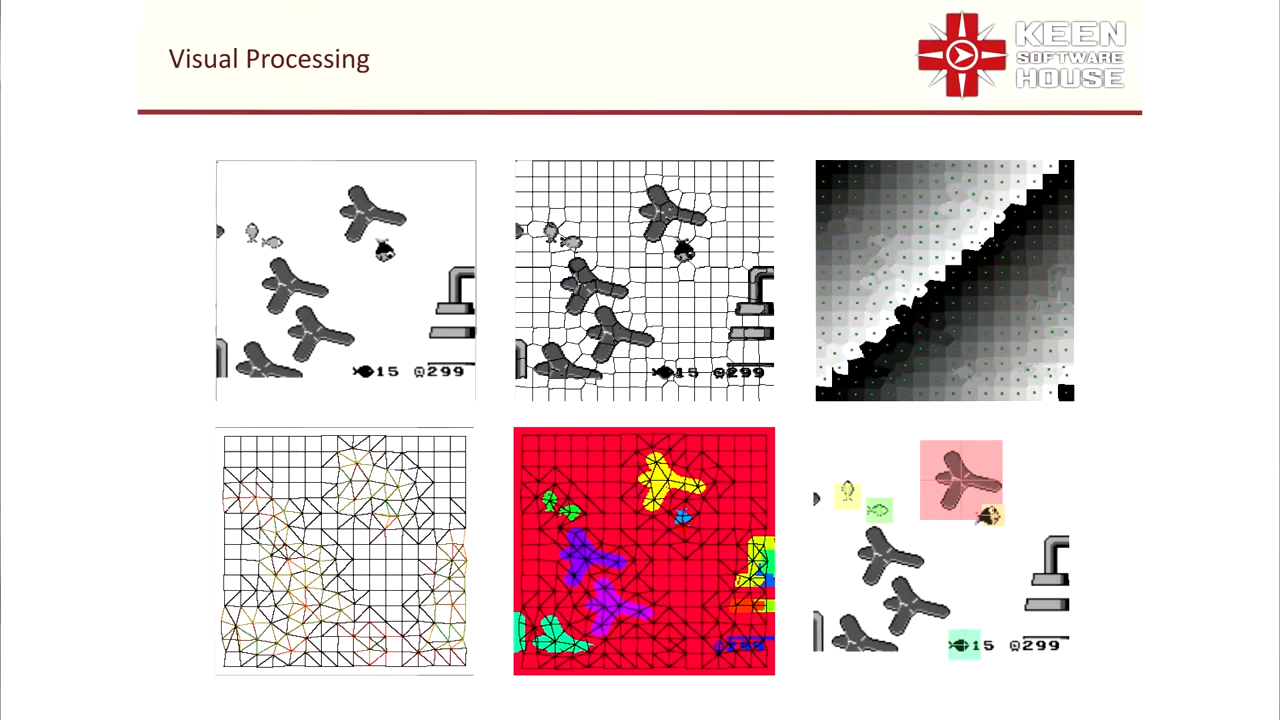 Visual Processing
KEEN
SOFTWARE
HOUSE
15 299
15 299
15 299